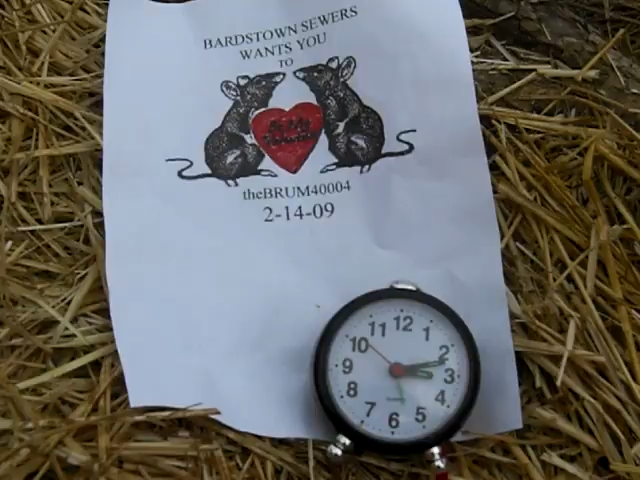 BARDSTOWN SEWERS
WANTS YOU
TO
Be My
Valentine
theBRUM40004
2-14-09
12
1
2
3
4
5
6
7
8
9
10
11